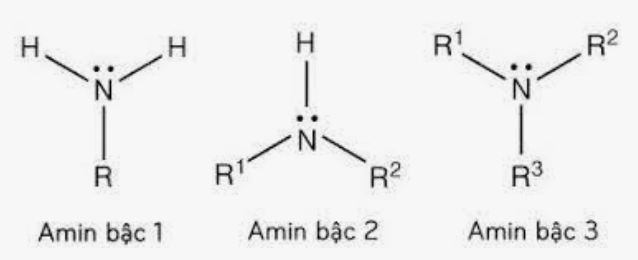 H H H R¹ R²
N N N
R R¹ R² R³
Amin bậc 1 Amin bậc 2 Amin bậc 3